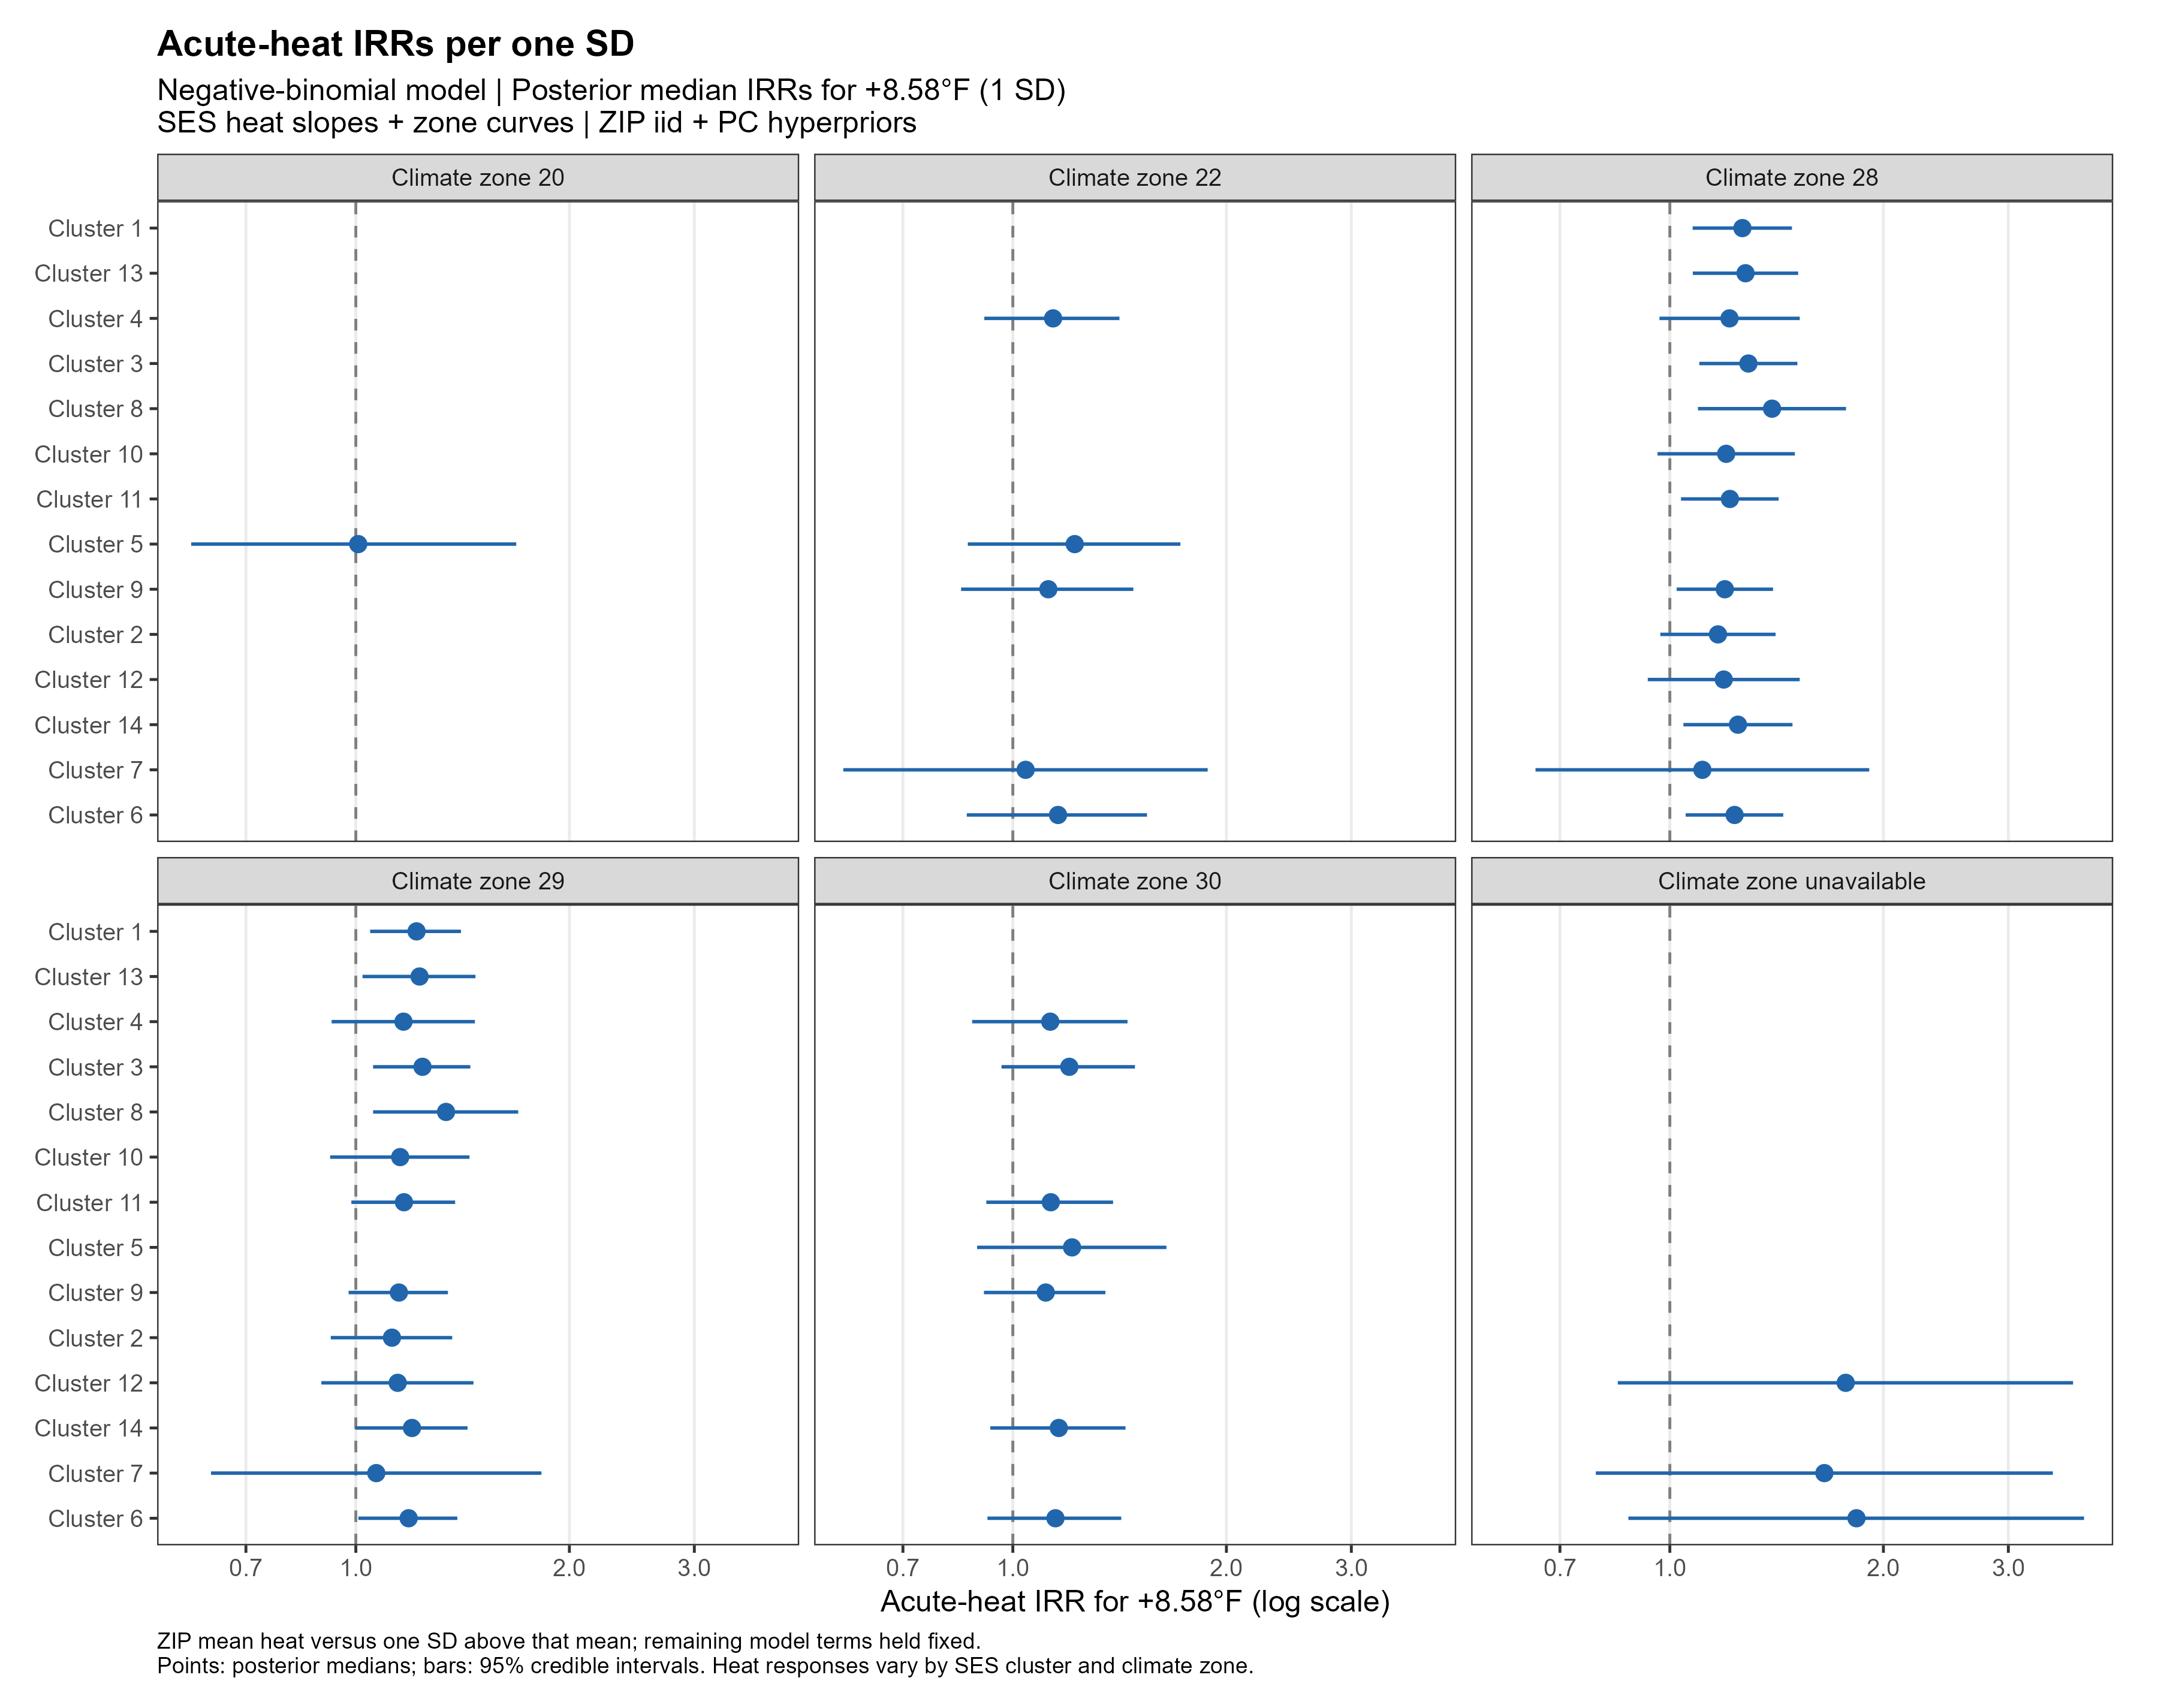 Acute-heat IRRs per one SD
Negative-binomial model | Posterior median IRRs for +8.58°F (1 SD)
SES heat slopes + zone curves | ZIP iid + PC hyperpriors
Climate zone 20
Climate zone 22
Climate zone 28
Cluster 1
Cluster 13
Cluster 4
Cluster 3
Cluster 8
Cluster 10
Cluster 11
Cluster 5
Cluster 9
Cluster 2
Cluster 12
Cluster 14
Cluster 7
Cluster 6
Climate zone 29
Climate zone 30
Climate zone unavailable
Cluster 1
Cluster 13
Cluster 4
Cluster 3
Cluster 8
Cluster 10
Cluster 11
Cluster 5
Cluster 9
Cluster 2
Cluster 12
Cluster 14
Cluster 7
Cluster 6
0.7 1.0 2.0 3.0
0.7 1.0 2.0 3.0
0.7 1.0 2.0 3.0
Acute-heat IRR for +8.58°F (log scale)
ZIP mean heat versus one SD above that mean; remaining model terms held fixed.
Points: posterior medians; bars: 95% credible intervals. Heat responses vary by SES cluster and climate zone.